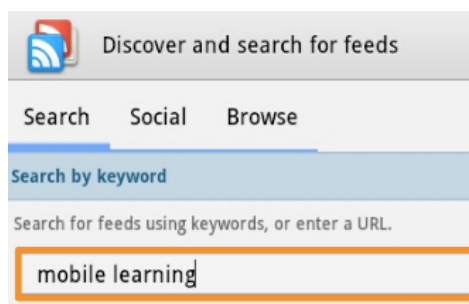 Discover and search for feeds
Search Social Browse
Search by keyword
Search for feeds using keywords, or enter a URL.
mobile learning